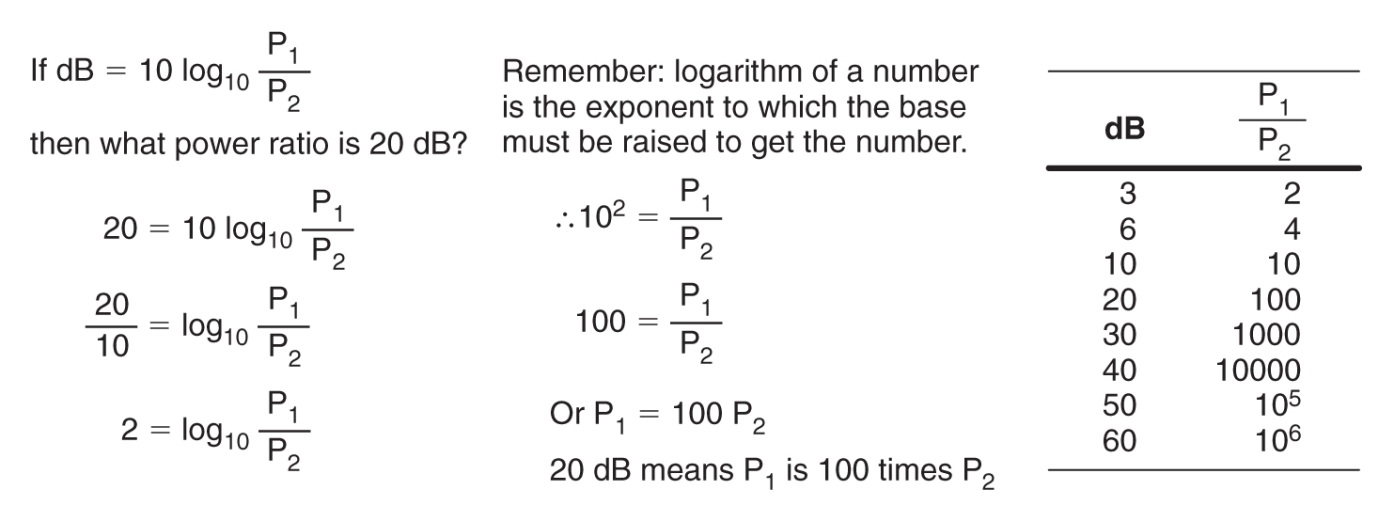 If dB = 10 log₁₀ P₁/P₂
then what power ratio is 20 dB?
20 = 10 log₁₀ P₁/P₂
20/10 = log₁₀ P₁/P₂
2 = log₁₀ P₁/P₂
Remember: logarithm of a number
is the exponent to which the base
must be raised to get the number.
∴10² = P₁/P₂
100 = P₁/P₂
Or P₁ = 100 P₂
20 dB means P₁ is 100 times P₂
dB P₁/P₂
3 2
6 4
10 10
20 100
30 1000
40 10000
50 10⁵
60 10⁶